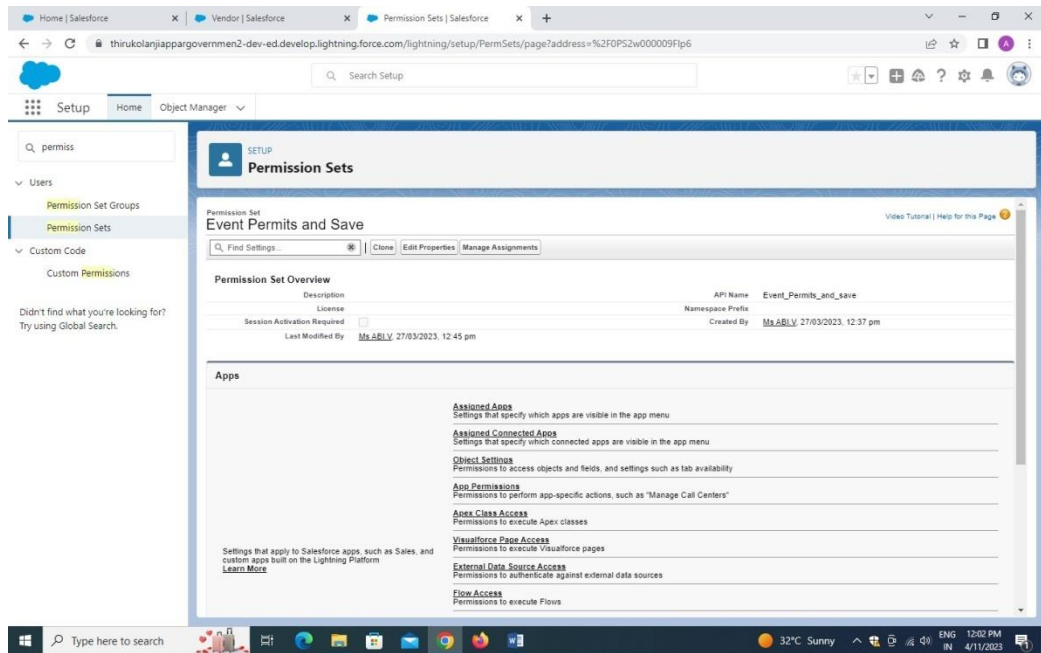 Home | Salesforce
Vendor | Salesforce
Permission Sets | Salesforce
thirukolanjiappargovernmen2-dev-ed.develop.lightning.force.com/lightning/setup/PermSets/page?address=%2F0PS2w000009FIp6
A
Search Setup
Setup
Home
Object Manager
permiss
Users
Permission Set Groups
Permission Sets
Custom Code
Custom Permissions
Didn't find what you're looking for?
Try using Global Search.
SETUP
Permission Sets
Permission Set
Event Permits and Save
Video Tutorial | Help for this Page
Find Settings...
Clone
Edit Properties
Manage Assignments
Permission Set Overview
Description
API Name Event_Permits_and_save
License
Namespace Prefix
Session Activation Required
Created By Ms ABI.V, 27/03/2023, 12:37 pm
Last Modified By Ms ABI.V, 27/03/2023, 12:45 pm
Apps
Settings that apply to Salesforce apps, such as Sales, and
custom apps built on the Lightning Platform
Learn More
Assigned Apps
Settings that specify which apps are visible in the app menu
Assigned Connected Apps
Settings that specify which connected apps are visible in the app menu
Object Settings
Permissions to access objects and fields, and settings such as tab availability
App Permissions
Permissions to perform app-specific actions, such as "Manage Call Centers"
Apex Class Access
Permissions to execute Apex classes
Visualforce Page Access
Permissions to execute Visualforce pages
External Data Source Access
Permissions to authenticate against external data sources
Flow Access
Permissions to execute Flows
Type here to search
32°C Sunny
ENG
IN
12:02 PM
4/11/2023